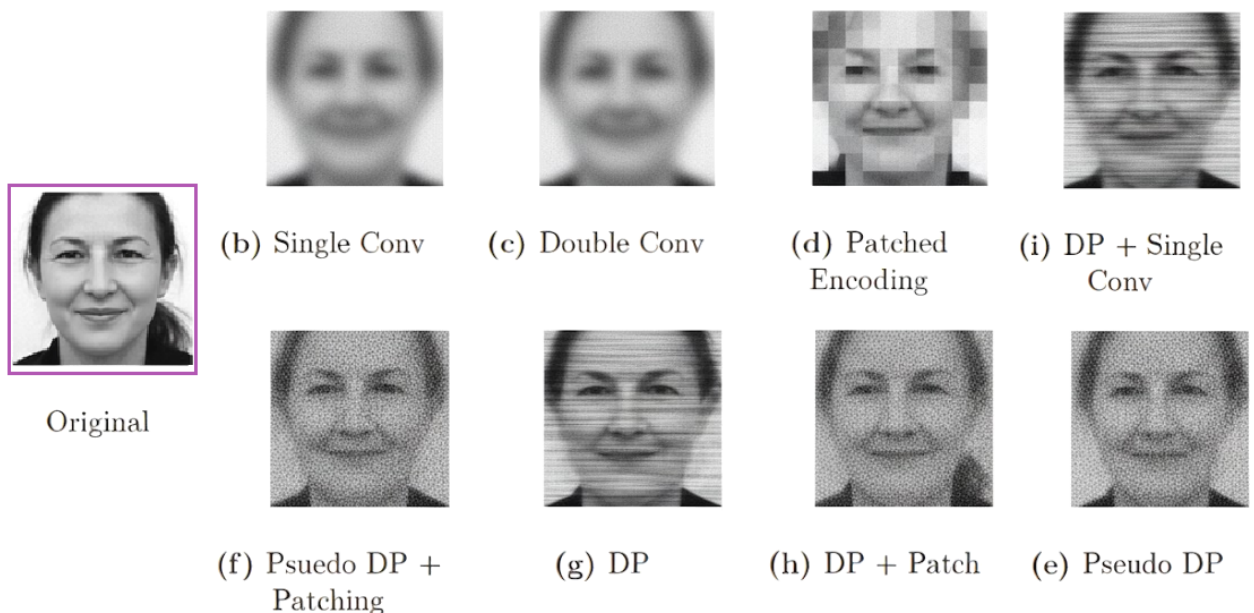 (b) Single Conv
(c) Double Conv
(d) Patched
Encoding
(i) DP + Single
Conv
Original
(f) Psuedo DP +
Patching
(g) DP
(h) DP + Patch
(e) Pseudo DP